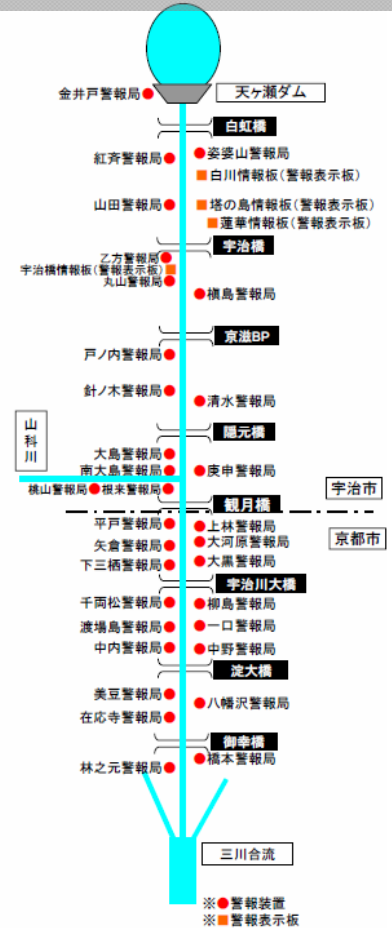 金井戸警報局
天ヶ瀬ダム
白虹橋
紅斉警報局
姿婆山警報局
白川情報板(警報表示板)
山田警報局
塔の島情報板(警報表示板)
蓮華情報板(警報表示板)
宇治橋
乙方警報局
宇治橋情報板(警報表示板)
丸山警報局
槇島警報局
京滋BP
戸ノ内警報局
針ノ木警報局
清水警報局
隠元橋
山科川
大島警報局
南大島警報局
庚申警報局
桃山警報局
根来警報局
宇治市
観月橋
京都市
平戸警報局
上林警報局
矢倉警報局
大河原警報局
下三栖警報局
大黒警報局
宇治川大橋
千両松警報局
柳島警報局
渡場島警報局
一口警報局
中内警報局
中野警報局
淀大橋
美豆警報局
八幡沢警報局
在応寺警報局
御幸橋
橋本警報局
林之元警報局
三川合流
※●警報装置
※■警報表示板